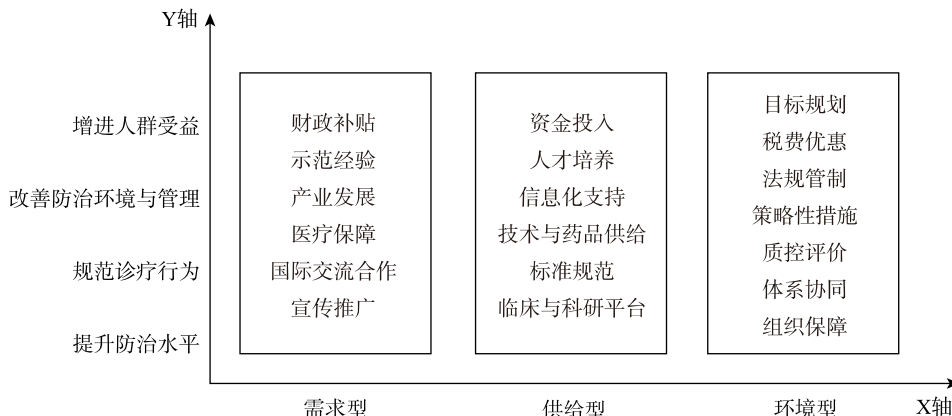 Y轴
增进人群受益
改善防治环境与管理
规范诊疗行为
提升防治水平
财政补贴
示范经验
产业发展
医疗保障
国际交流合作
宣传推广
资金投入
人才培养
信息化支持
技术与药品供给
标准规范
临床与科研平台
目标规划
税费优惠
法规管制
策略性措施
质控评价
体系协同
组织保障
需求型
供给型
环境型
X轴